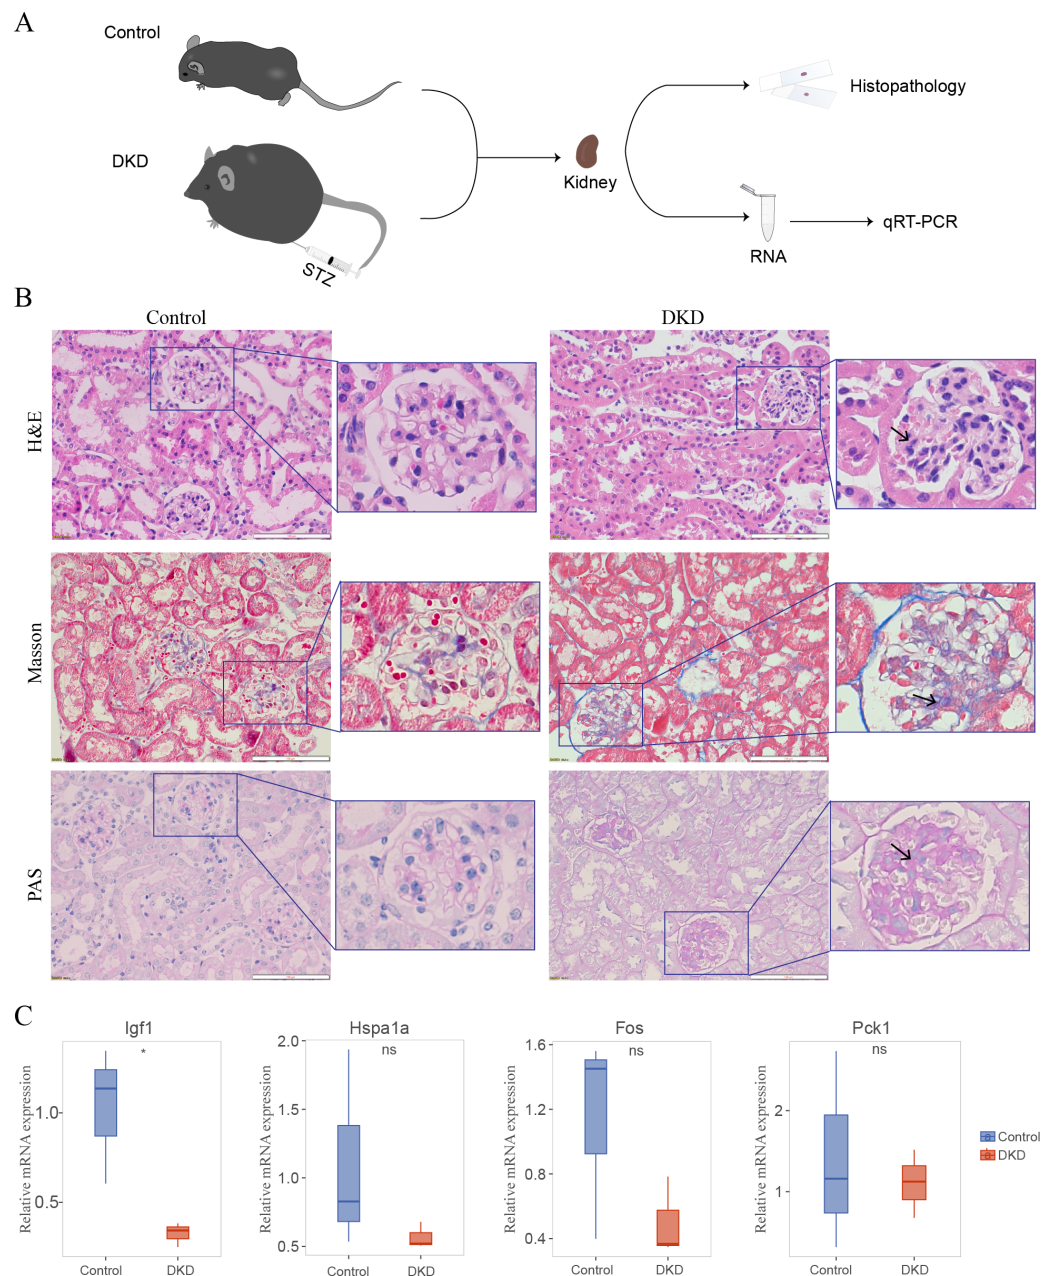 A
Control
DKD
STZ
Kidney
Histopathology
RNA
qRT-PCR
B
Control
DKD
H&E
Masson
PAS
C
Igf1
Hspa1a
Fos
Pck1
*
ns
ns
ns
Relative mRNA expression
1.0
0.5
Control
DKD
Relative mRNA expression
2.0
1.5
1.0
0.5
Control
DKD
Relative mRNA expression
1.6
1.2
0.8
0.4
Control
DKD
Relative mRNA expression
2
1
Control
DKD
Control
DKD